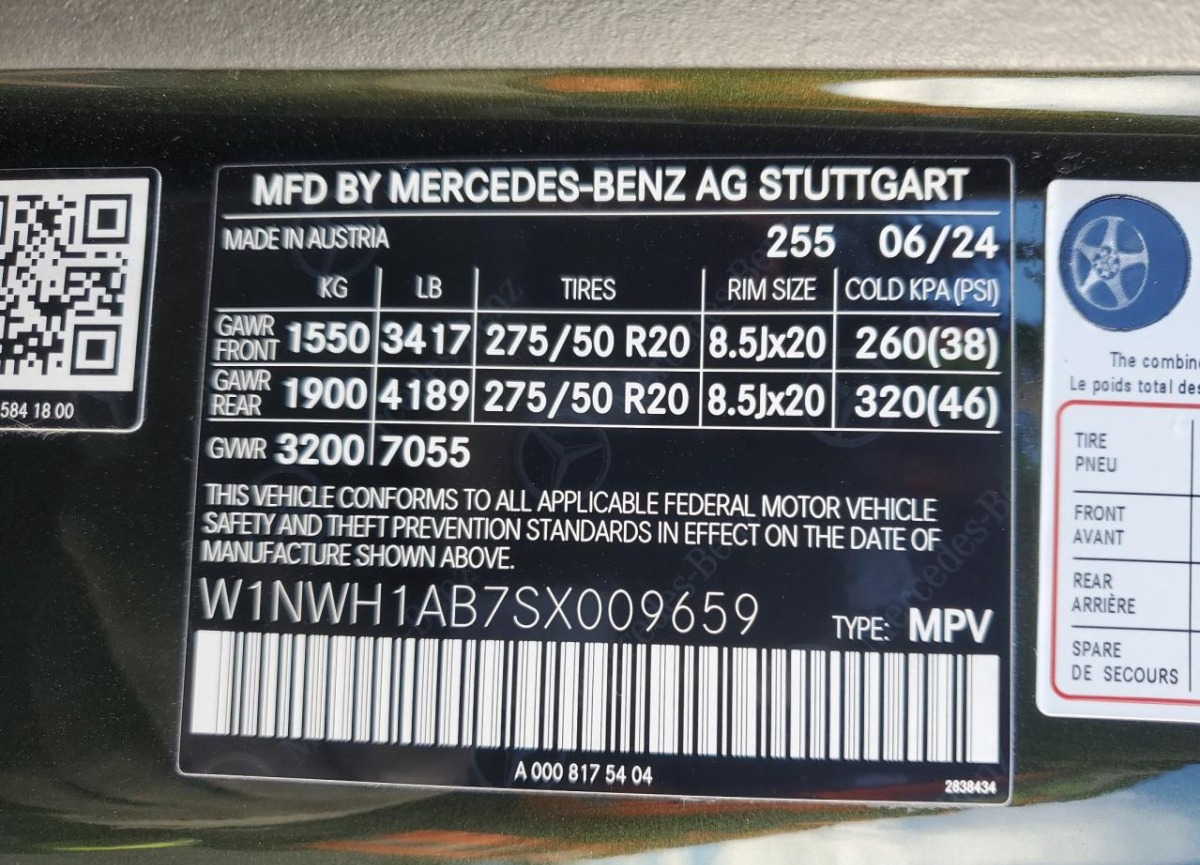 MFD BY MERCEDES-BENZ AG STUTTGART
MADE IN AUSTRIA 255 06/24
KG LB TIRES RIM SIZE COLD KPA (PSI)
GAWR FRONT 1550 3417 275/50 R20 8.5Jx20 260(38)
GAWR REAR 1900 4189 275/50 R20 8.5Jx20 320(46)
GVWR 3200 7055
THIS VEHICLE CONFORMS TO ALL APPLICABLE FEDERAL MOTOR VEHICLE
SAFETY AND THEFT PREVENTION STANDARDS IN EFFECT ON THE DATE OF
MANUFACTURE SHOWN ABOVE.
W1NWH1AB7SX009659
TYPE: MPV
A 000 817 54 04
2838434
584 18 00
The
Le poids total
TIRE
PNEU
FRONT
AVANT
REAR
ARRIÈRE
SPARE
DE SECOURS